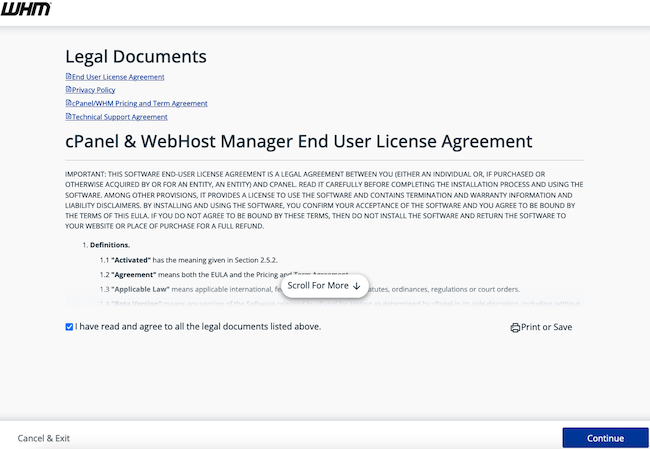 WHM
Legal Documents
End User License Agreement
Privacy Policy
cPanel/WHM Pricing and Term Agreement
Technical Support Agreement
cPanel & WebHost Manager End User License Agreement
IMPORTANT: THIS SOFTWARE END-USER LICENSE AGREEMENT IS A LEGAL AGREEMENT BETWEEN YOU (EITHER AN INDIVIDUAL OR, IF PURCHASED OR
OTHERWISE ACQUIRED BY OR FOR AN ENTITY, AN ENTITY) AND CPANEL. READ IT CAREFULLY BEFORE COMPLETING THE INSTALLATION PROCESS AND USING THE
SOFTWARE. AMONG OTHER PROVISIONS, IT PROVIDES A LICENSE TO USE THE SOFTWARE AND CONTAINS TERMINATION AND WARRANTY INFORMATION AND
LIABILITY DISCLAIMERS. BY INSTALLING AND USING THE SOFTWARE, YOU CONFIRM YOUR ACCEPTANCE OF THE SOFTWARE AND YOU AGREE TO BE BOUND BY
THE TERMS OF THIS EULA. IF YOU DO NOT AGREE TO BE BOUND BY THESE TERMS, THEN DO NOT INSTALL THE SOFTWARE AND RETURN THE SOFTWARE TO
YOUR WEBSITE OR PLACE OF PURCHASE FOR A FULL REFUND.
1. Definitions.
1.1 "Activated" has the meaning given in Section 2.5.2.
1.2 "Agreement" means both the EULA and the Pricing and Term Agreement.
1.3 "Applicable Law" means applicable international, fe tatutes, ordinances, regulations or court orders.
Scroll For More
I have read and agree to all the legal documents listed above.
Print or Save
Cancel & Exit
Continue